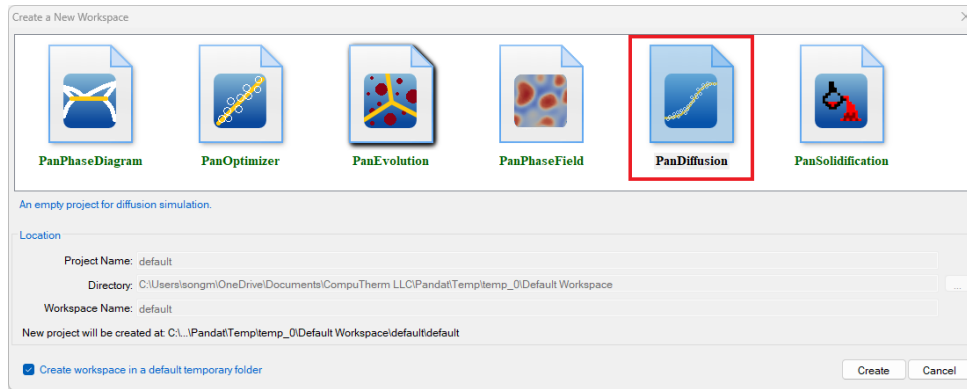 Create a New Workspace
PanPhaseDiagram PanOptimizer PanEvolution PanPhaseField PanDiffusion PanSolidification
An empty project for diffusion simulation.
Location
Project Name: default
Directory: C:\Users\songm\OneDrive\Documents\CompuTherm LLC\Pandat\Temp\temp_0\Default Workspace
...
Workspace Name: default
New project will be created at: C:\...\Pandat\Temp\temp_0\Default Workspace\default\default
Create workspace in a default temporary folder
Create Cancel